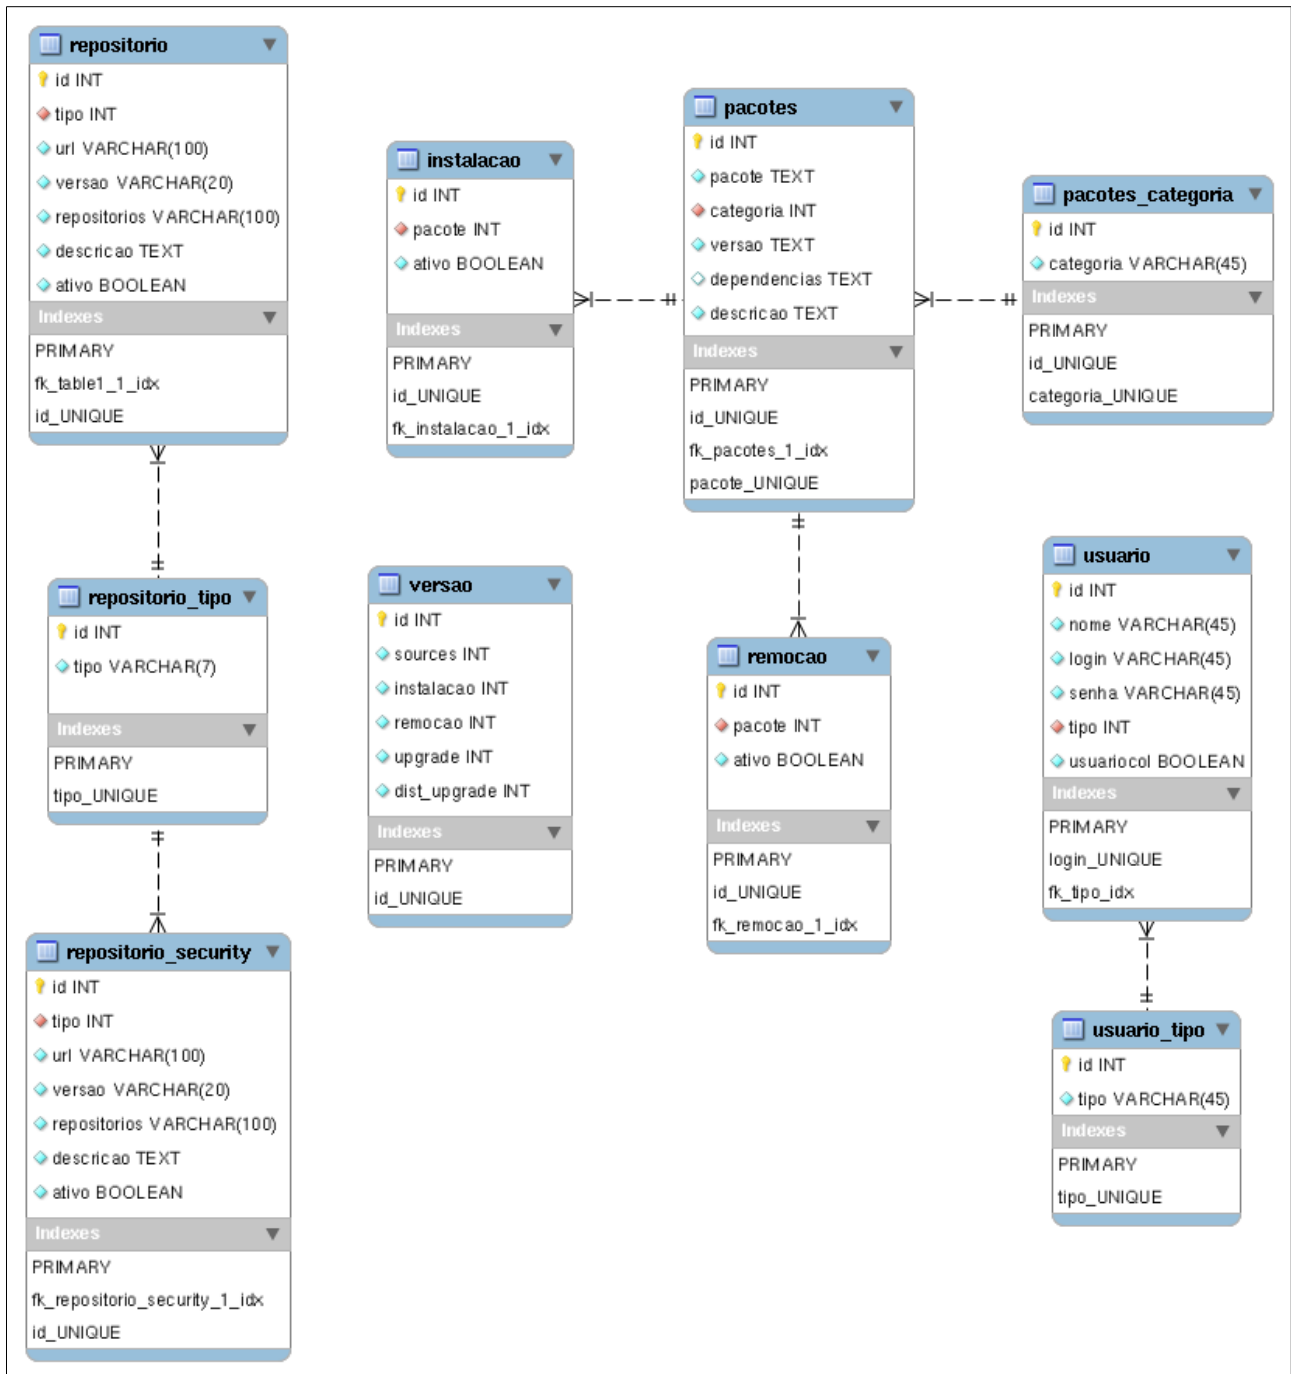 repositorio
id INT
tipo INT
url VARCHAR(100)
versao VARCHAR(20)
repositorios VARCHAR(100)
descricao TEXT
ativo BOOLEAN
Indexes
PRIMARY
fk_table1_1_idx
id_UNIQUE
instalacao
id INT
pacote INT
ativo BOOLEAN
Indexes
PRIMARY
id_UNIQUE
fk_instalacao_1_idx
pacotes
id INT
pacote TEXT
categoria INT
versao TEXT
dependencias TEXT
descricao TEXT
Indexes
PRIMARY
id_UNIQUE
fk_pacotes_1_idx
pacote_UNIQUE
pacotes_categoria
id INT
categoria VARCHAR(45)
Indexes
PRIMARY
id_UNIQUE
categoria_UNIQUE
repositorio_tipo
id INT
tipo VARCHAR(7)
Indexes
PRIMARY
tipo_UNIQUE
versao
id INT
sources INT
instalacao INT
remocao INT
upgrade INT
dist_upgrade INT
Indexes
PRIMARY
id_UNIQUE
remocao
id INT
pacote INT
ativo BOOLEAN
Indexes
PRIMARY
id_UNIQUE
fk_remocao_1_idx
usuario
id INT
nome VARCHAR(45)
login VARCHAR(45)
senha VARCHAR(45)
tipo INT
usuariocol BOOLEAN
Indexes
PRIMARY
login_UNIQUE
fk_tipo_idx
repositorio_security
id INT
tipo INT
url VARCHAR(100)
versao VARCHAR(20)
repositorios VARCHAR(100)
descricao TEXT
ativo BOOLEAN
Indexes
PRIMARY
fk_repositorio_security_1_idx
id_UNIQUE
usuario_tipo
id INT
tipo VARCHAR(45)
Indexes
PRIMARY
tipo_UNIQUE